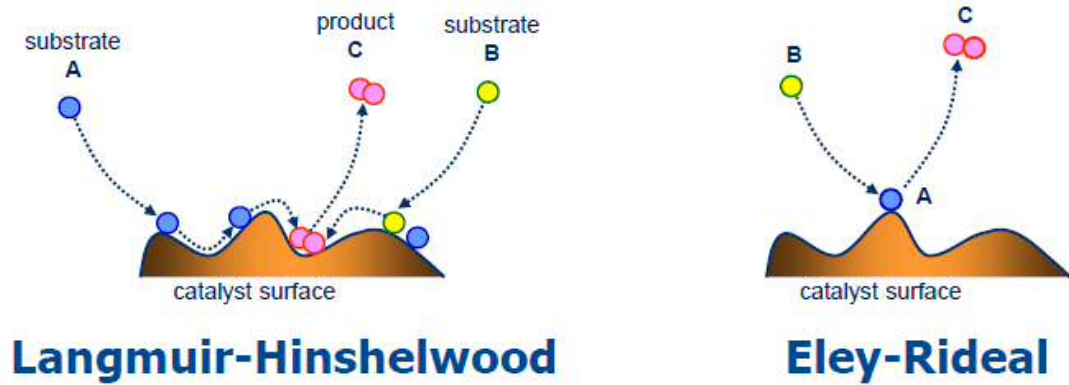 substrate
A
product
C
substrate
B
catalyst surface
Langmuir-Hinshelwood
C
B
A
catalyst surface
Eley-Rideal